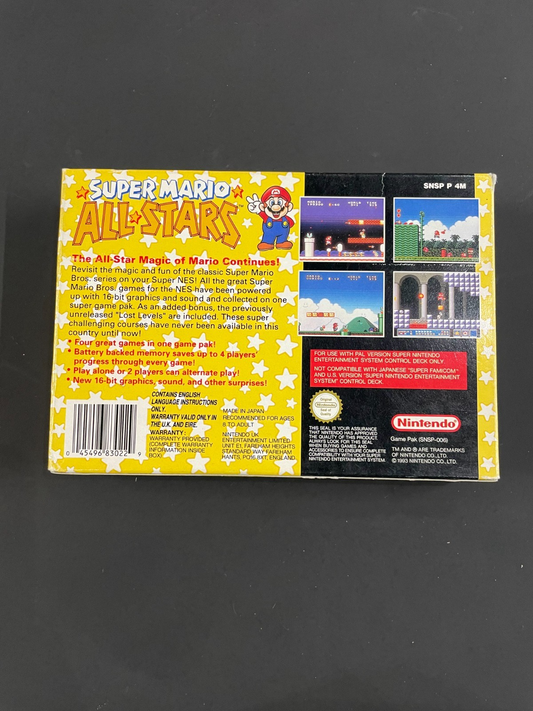 SUPER MARIO
ALL-STARS
SNSP P 4M
The All-Star Magic of Mario Continues!
Revisit the magic and fun of the classic Super Mario
Bros. series on your Super NES! All the great Super
Mario Bros. games for the NES have been powered
up with 16-bit graphics and sound and collected on one
super game pak. As an added bonus, the previously
unreleased "Lost Levels" are included. These super
challenging courses have never been available in this
country until now!
• Four great games in one game pak!
• Battery backed memory saves up to 4 players'
progress through every game!
• Play alone or 2 players can alternate play!
• New 16-bit graphics, sound, and other surprises!
0 45496 83022 9
CONTAINS ENGLISH
LANGUAGE INSTRUCTIONS
ONLY.
WARRANTY VALID ONLY IN
THE U.K. AND EIRE.
WARRANTY:
WARRANTY PROVIDED
(COMPLETE WARRANTY
INFORMATION INSIDE
BOX)
MADE IN JAPAN
RECOMMENDED FOR AGES
6 TO ADULT
NINTENDO UK
ENTERTAINMENT LIMITED,
UNIT E1, FAREHAM HEIGHTS,
STANDARD WAY FAREHAM
HANTS, PO16 8XT, ENGLAND
FOR USE WITH PAL VERSION SUPER NINTENDO
ENTERTAINMENT SYSTEM CONTROL DECK ONLY
NOT COMPATIBLE WITH JAPANESE "SUPER FAMICOM"
AND U.S. VERSION "SUPER NINTENDO ENTERTAINMENT
SYSTEM" CONTROL DECK.
Original
Nintendo
Seal of
Quality
THIS SEAL IS YOUR ASSURANCE
THAT NINTENDO HAS APPROVED
THE QUALITY OF THIS PRODUCT.
ALWAYS LOOK FOR THIS SEAL
WHEN BUYING GAMES AND
ACCESSORIES TO ENSURE COMPLETE
COMPATIBILITY WITH YOUR SUPER
NINTENDO ENTERTAINMENT SYSTEM.
Nintendo
Game Pak (SNSP-006)
TM AND ® ARE TRADEMARKS
OF NINTENDO CO., LTD.
© 1993 NINTENDO CO., LTD.